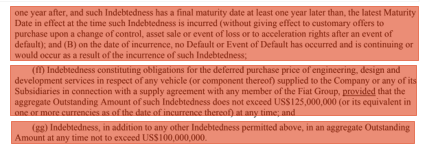 one year after, and such Indebtedness has a final maturity date at least one year later than, the latest Maturity
Date in effect at the time such Indebtedness is incurred (without giving effect to customary offers to
purchase upon a change of control, asset sale or event of loss or to acceleration rights after an event of
default); and (B) on the date of incurrence, no Default or Event of Default has occurred and is continuing or
would occur as a result of the incurrence of such Indebtedness;
(ff) Indebtedness constituting obligations for the deferred purchase price of engineering, design and
development services in respect of any vehicle (or component thereof) supplied to the Company or any of its
Subsidiaries in connection with a supply agreement with any member of the Fiat Group, provided that the
aggregate Outstanding Amount of such Indebtedness does not exceed US$125,000,000 (or its equivalent in
one or more currencies as of the date of incurrence thereof) at any time; and
(gg) Indebtedness, in addition to any other Indebtedness permitted above, in an aggregate Outstanding
Amount at any time not to exceed US$100,000,000.